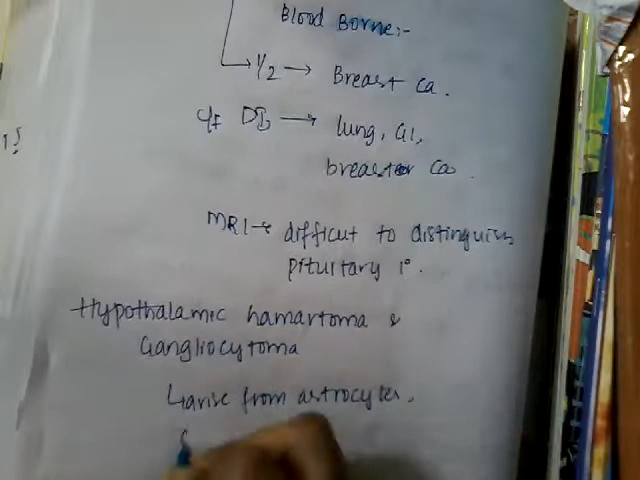 Blood Borne:-
1/2 → Breast Ca.
If → lung, GI,
breast Ca.
MRI → difficult to distinguish
pituitary 1°.
Hypothalamic hamartoma &
Gangliocytoma
↳ arise from astrocytes,